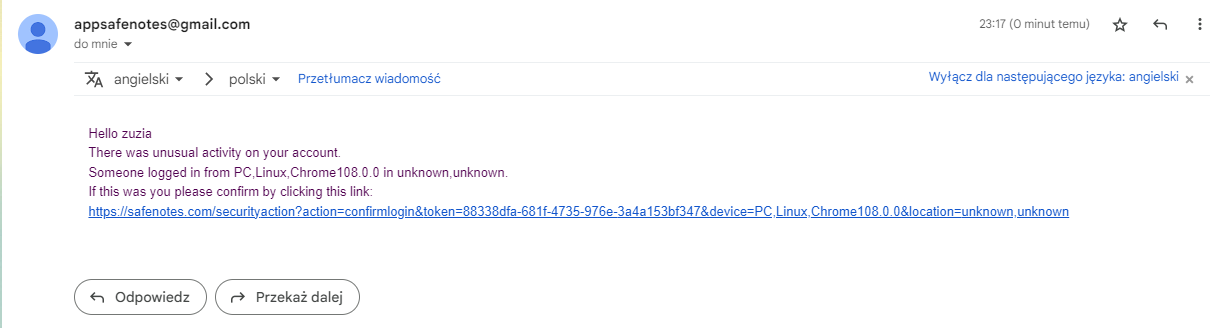 appsafenotes@gmail.com
23:17 (0 minut temu)
do mnie
angielski
polski
Przetłumacz wiadomość
Wyłącz dla następującego języka: angielski
Hello zuzia
There was unusual activity on your account.
Someone logged in from PC,Linux,Chrome108.0.0 in unknown,unknown.
If this was you please confirm by clicking this link:
https://safenotes.com/securityaction?action=confirmlogin&token=88338dfa-681f-4735-976e-3a4a153bf347&device=PC,Linux,Chrome108.0.0&location=unknown,unknown
Odpowiedz
Przekaż dalej